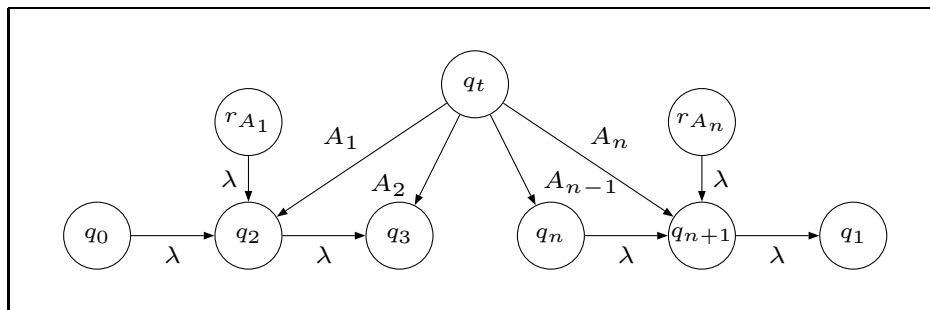 q_t
r_{A_1} r_{A_n}
A_1 A_n
λ A_2 A_{n−1} λ
q_0 q_2 q_3 q_n q_{n+1} q_1
λ λ λ λ